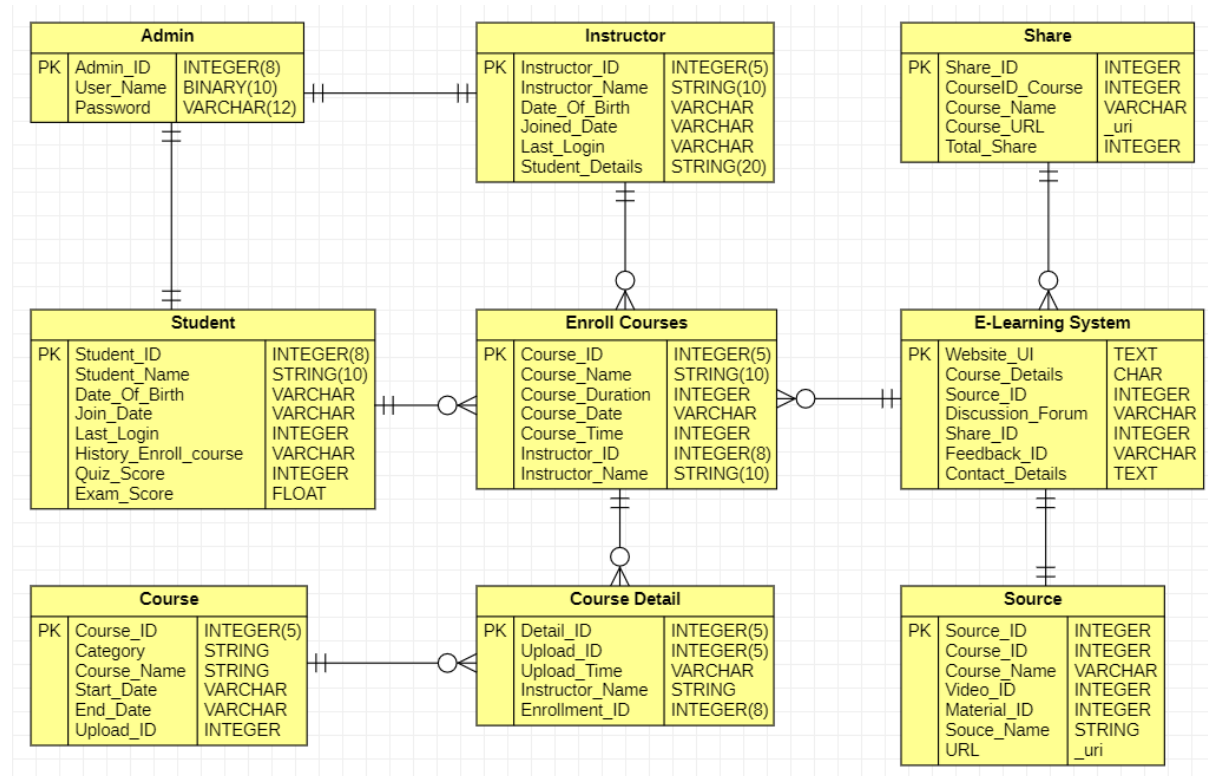 Admin
PK Admin_ID INTEGER(8)
User_Name BINARY(10)
Password VARCHAR(12)
Instructor
PK Instructor_ID INTEGER(5)
Instructor_Name STRING(10)
Date_Of_Birth VARCHAR
Joined_Date VARCHAR
Last_Login VARCHAR
Student_Details STRING(20)
Share
PK Share_ID INTEGER
CourseID_Course INTEGER
Course_Name VARCHAR
Course_URL _uri
Total_Share INTEGER
Student
PK Student_ID INTEGER(8)
Student_Name STRING(10)
Date_Of_Birth VARCHAR
Join_Date VARCHAR
Last_Login INTEGER
History_Enroll_course VARCHAR
Quiz_Score INTEGER
Exam_Score FLOAT
Enroll Courses
PK Course_ID INTEGER(5)
Course_Name STRING(10)
Course_Duration INTEGER
Course_Date VARCHAR
Course_Time INTEGER
Instructor_ID INTEGER(8)
Instructor_Name STRING(10)
E-Learning System
PK Website_UI TEXT
Course_Details CHAR
Source_ID INTEGER
Discussion_Forum VARCHAR
Share_ID INTEGER
Feedback_ID VARCHAR
Contact_Details TEXT
Course
PK Course_ID INTEGER(5)
Category STRING
Course_Name STRING
Start_Date VARCHAR
End_Date VARCHAR
Upload_ID INTEGER
Course Detail
PK Detail_ID INTEGER(5)
Upload_ID INTEGER(5)
Upload_Time VARCHAR
Instructor_Name STRING
Enrollment_ID INTEGER(8)
Source
PK Source_ID INTEGER
Course_ID INTEGER
Course_Name VARCHAR
Video_ID INTEGER
Material_ID INTEGER
Souce_Name STRING
URL _uri